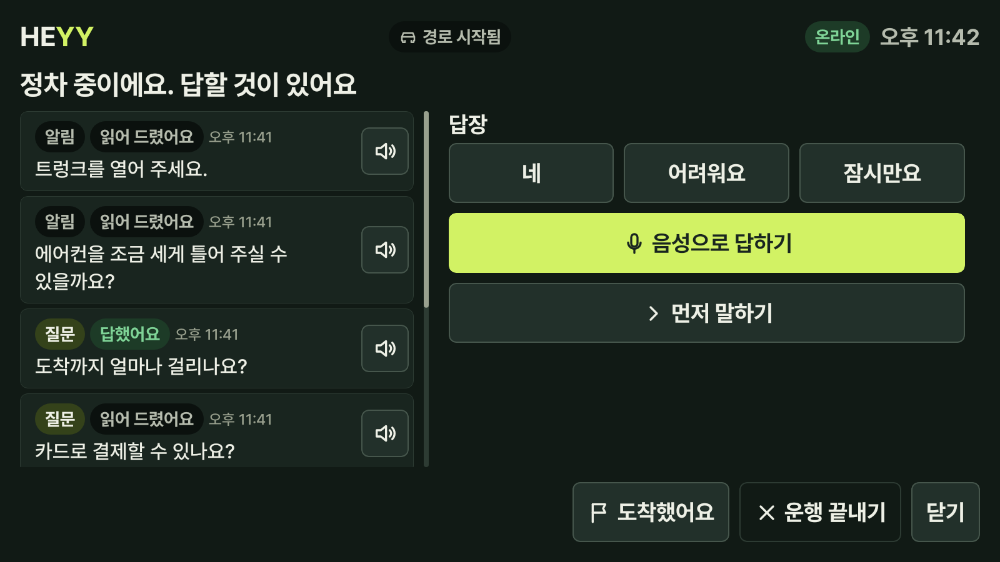 HEYY
경로 시작됨
온라인 오후 11:42
정차 중이에요. 답할 것이 있어요
알림 읽어 드렸어요 오후 11:41
트렁크를 열어 주세요.
알림 읽어 드렸어요 오후 11:41
에어컨을 조금 세게 틀어 주실 수
있을까요?
질문 답했어요 오후 11:41
도착까지 얼마나 걸리나요?
질문 읽어 드렸어요 오후 11:41
카드로 결제할 수 있나요?
답장
네
어려워요
잠시만요
음성으로 답하기
먼저 말하기
도착했어요
운행 끝내기
닫기